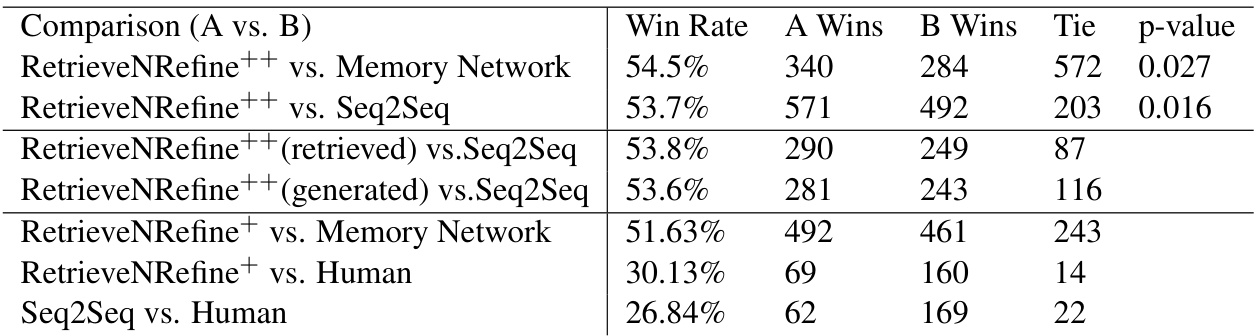 Comparison (A vs. B) Win Rate A Wins B Wins Tie p-value
RetrieveNRefine++ vs. Memory Network 54.5% 340 284 572 0.027
RetrieveNRefine++ vs. Seq2Seq 53.7% 571 492 203 0.016
RetrieveNRefine++(retrieved) vs.Seq2Seq 53.8% 290 249 87
RetrieveNRefine++(generated) vs.Seq2Seq 53.6% 281 243 116
RetrieveNRefine+ vs. Memory Network 51.63% 492 461 243
RetrieveNRefine+ vs. Human 30.13% 69 160 14
Seq2Seq vs. Human 26.84% 62 169 22